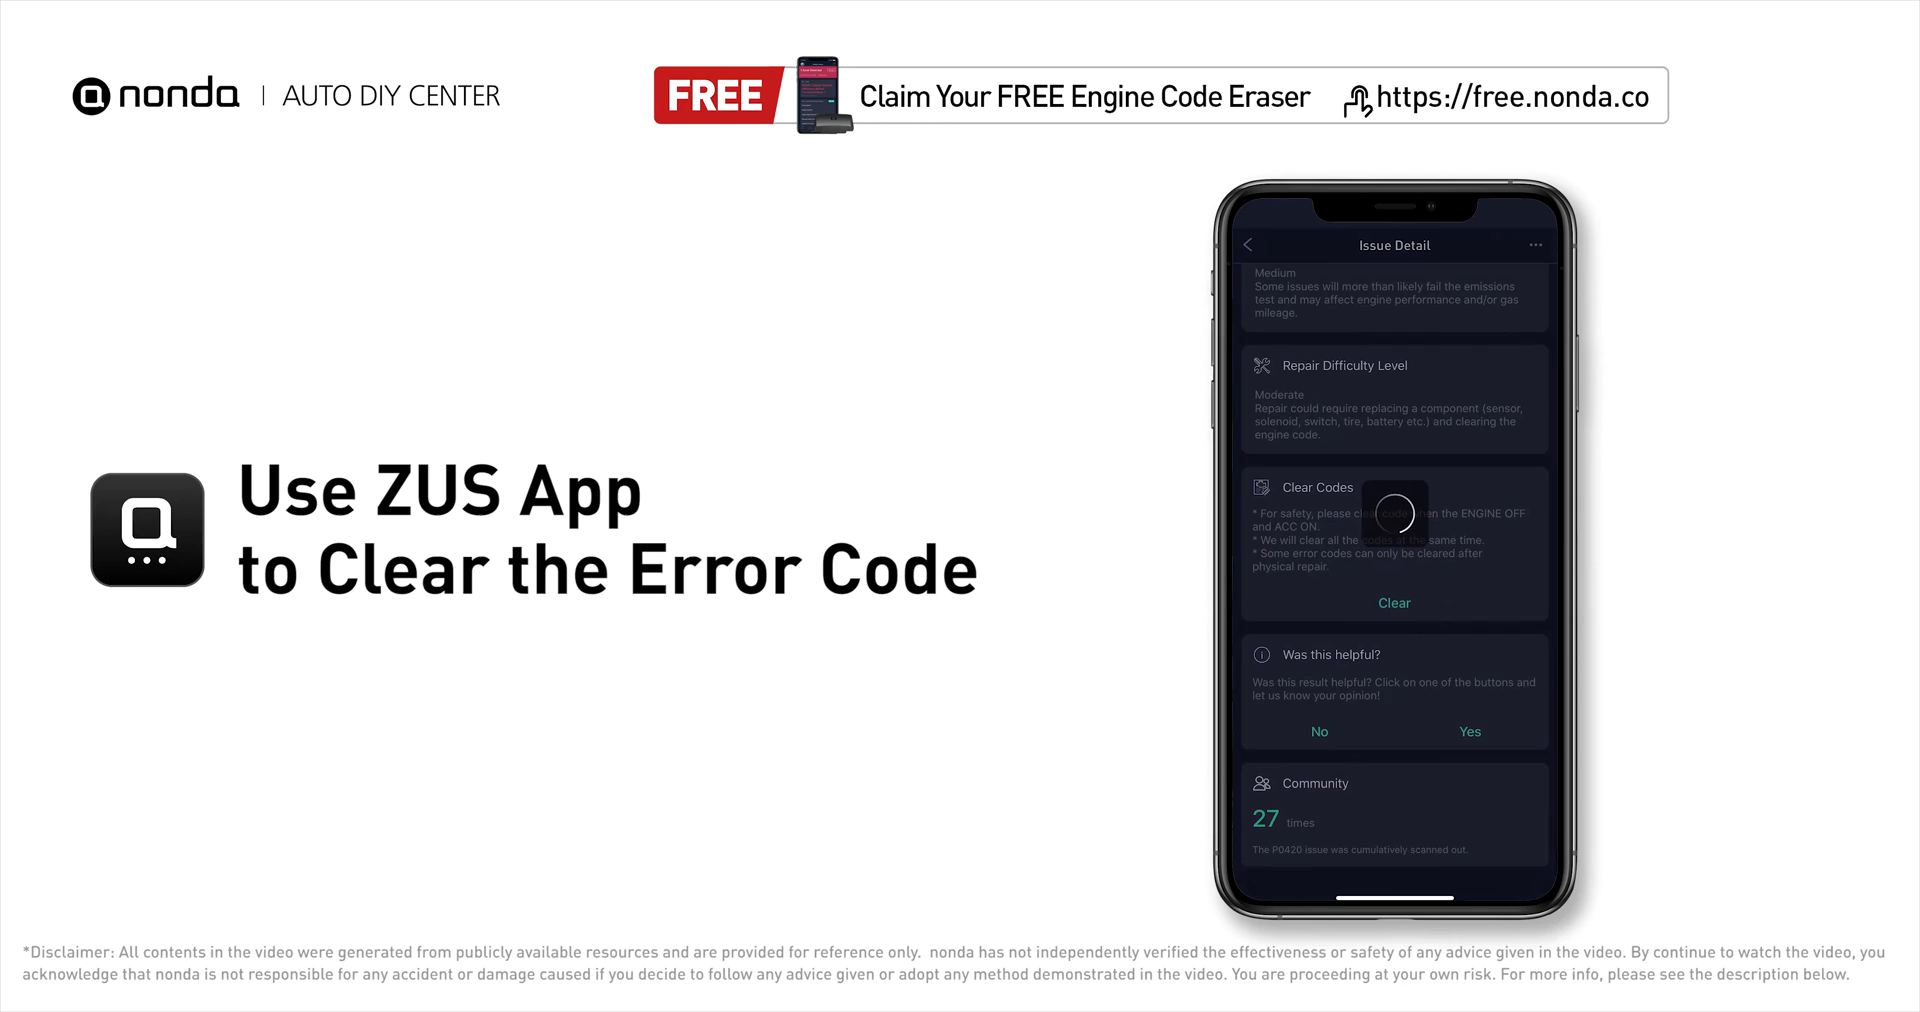 nonda | AUTO DIY CENTER
FREE Claim Your FREE Engine Code Eraser https://free.nonda.co
Use ZUS App
to Clear the Error Code
Issue Detail
Medium
Some issues will more than likely fail the emissions
test and may affect engine performance and/or gas
mileage.
Repair Difficulty Level
Moderate
Repair could require replacing a component (sensor,
solenoid, switch, tire, battery etc.) and clearing the
engine code.
Clear Codes
* For safety, please clear code when the ENGINE OFF
and ACC ON.
* We will clear all the codes at the same time.
* Some error codes can only be cleared after
physical repair.
Clear
Was this helpful?
Was this result helpful? Click on one of the buttons and
let us know your opinion!
No Yes
Community
27 times
The P0420 issue was cumulatively scanned out.
*Disclaimer: All contents in the video were generated from publicly available resources and are provided for reference only. nonda has not independently verified the effectiveness or safety of any advice given in the video. By continue to watch the video, you
acknowledge that nonda is not responsible for any accident or damage caused if you decide to follow any advice given or adopt any method demonstrated in the video. You are proceeding at your own risk. For more info, please see the description below.